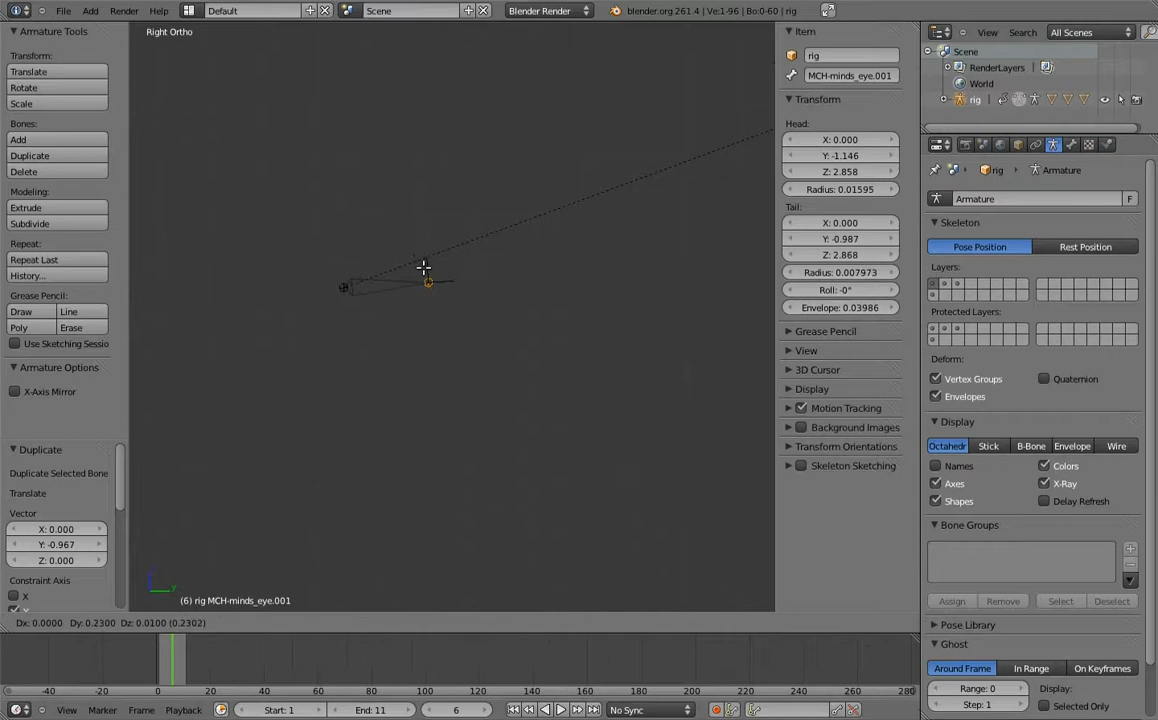 File Add Render Help Default Scene Blender Render blender.org 261.4 | Ve:1-96 | Bo:0-60 | rig
Armature Tools
Transform:
Translate
Rotate
Scale
Bones:
Add
Duplicate
Delete
Modeling:
Extrude
Subdivide
Repeat:
Repeat Last
History...
Grease Pencil:
Draw Line
Poly Erase
Use Sketching Sessio
Armature Options
X-Axis Mirror
Duplicate
Duplicate Selected Bone
Translate
Vector
X: 0.000
Y: -0.967
Z: 0.000
Constraint Axis
X
Right Ortho
(6) rig MCH-minds_eye.001
Dx: 0.0000 Dy: 0.2300 Dz: 0.0100 (0.2302)
Item
rig
MCH-minds_eye.001
Transform
Head:
X: 0.000
Y: -1.146
Z: 2.858
Radius: 0.01595
Tail:
X: 0.000
Y: -0.987
Z: 2.868
Radius: 0.007973
Roll: -0°
Envelope: 0.03986
Grease Pencil
View
3D Cursor
Display
Motion Tracking
Background Images
Transform Orientations
Skeleton Sketching
View Search All Scenes
Scene
RenderLayers
World
rig
rig Armature
Armature F
Skeleton
Pose Position Rest Position
Layers:
Protected Layers:
Deform:
Vertex Groups Quaternion
Envelopes
Display
Octahedr Stick B-Bone Envelope Wire
Names Colors
Axes X-Ray
Shapes Delay Refresh
Bone Groups
Assign Remove Select Deselect
Pose Library
Ghost
Around Frame In Range On Keyframes
Range: 0 Display:
Step: 1 Selected Only
-40 -20 0 20 40 60 80 100 120 140 160 180 200 220 240 260 280
View Marker Frame Playback Start: 1 End: 11 6 No Sync